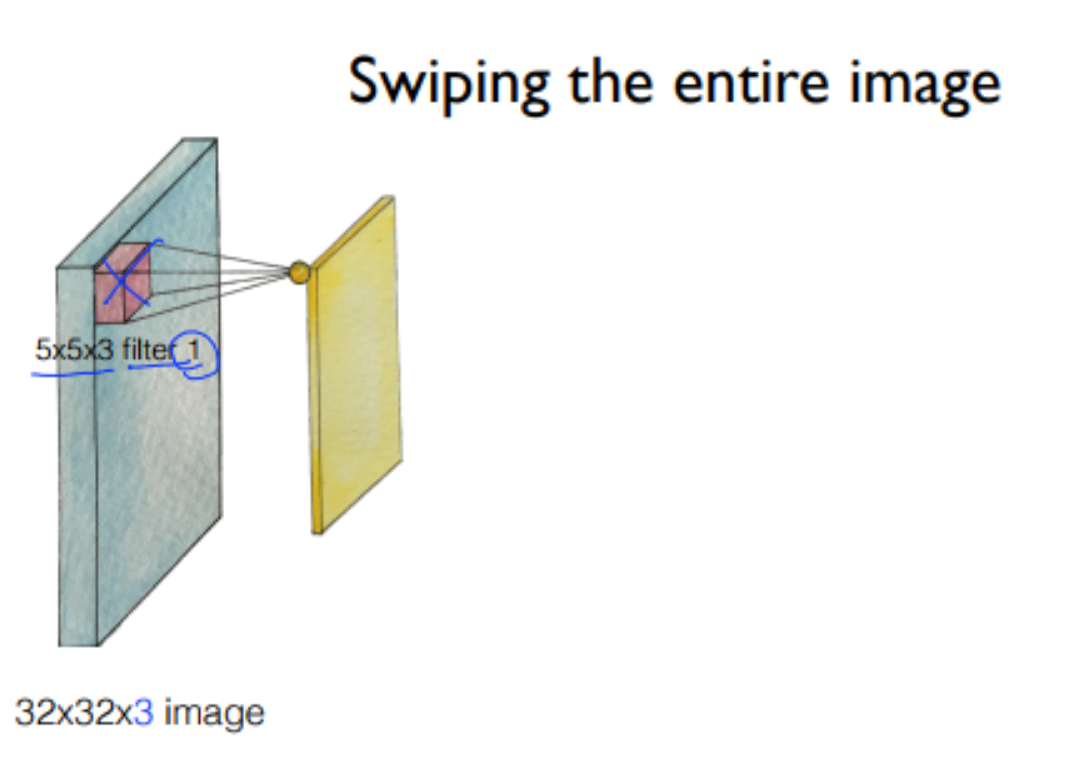 Swiping the entire image
5x5x3 filter 1
32x32x3 image